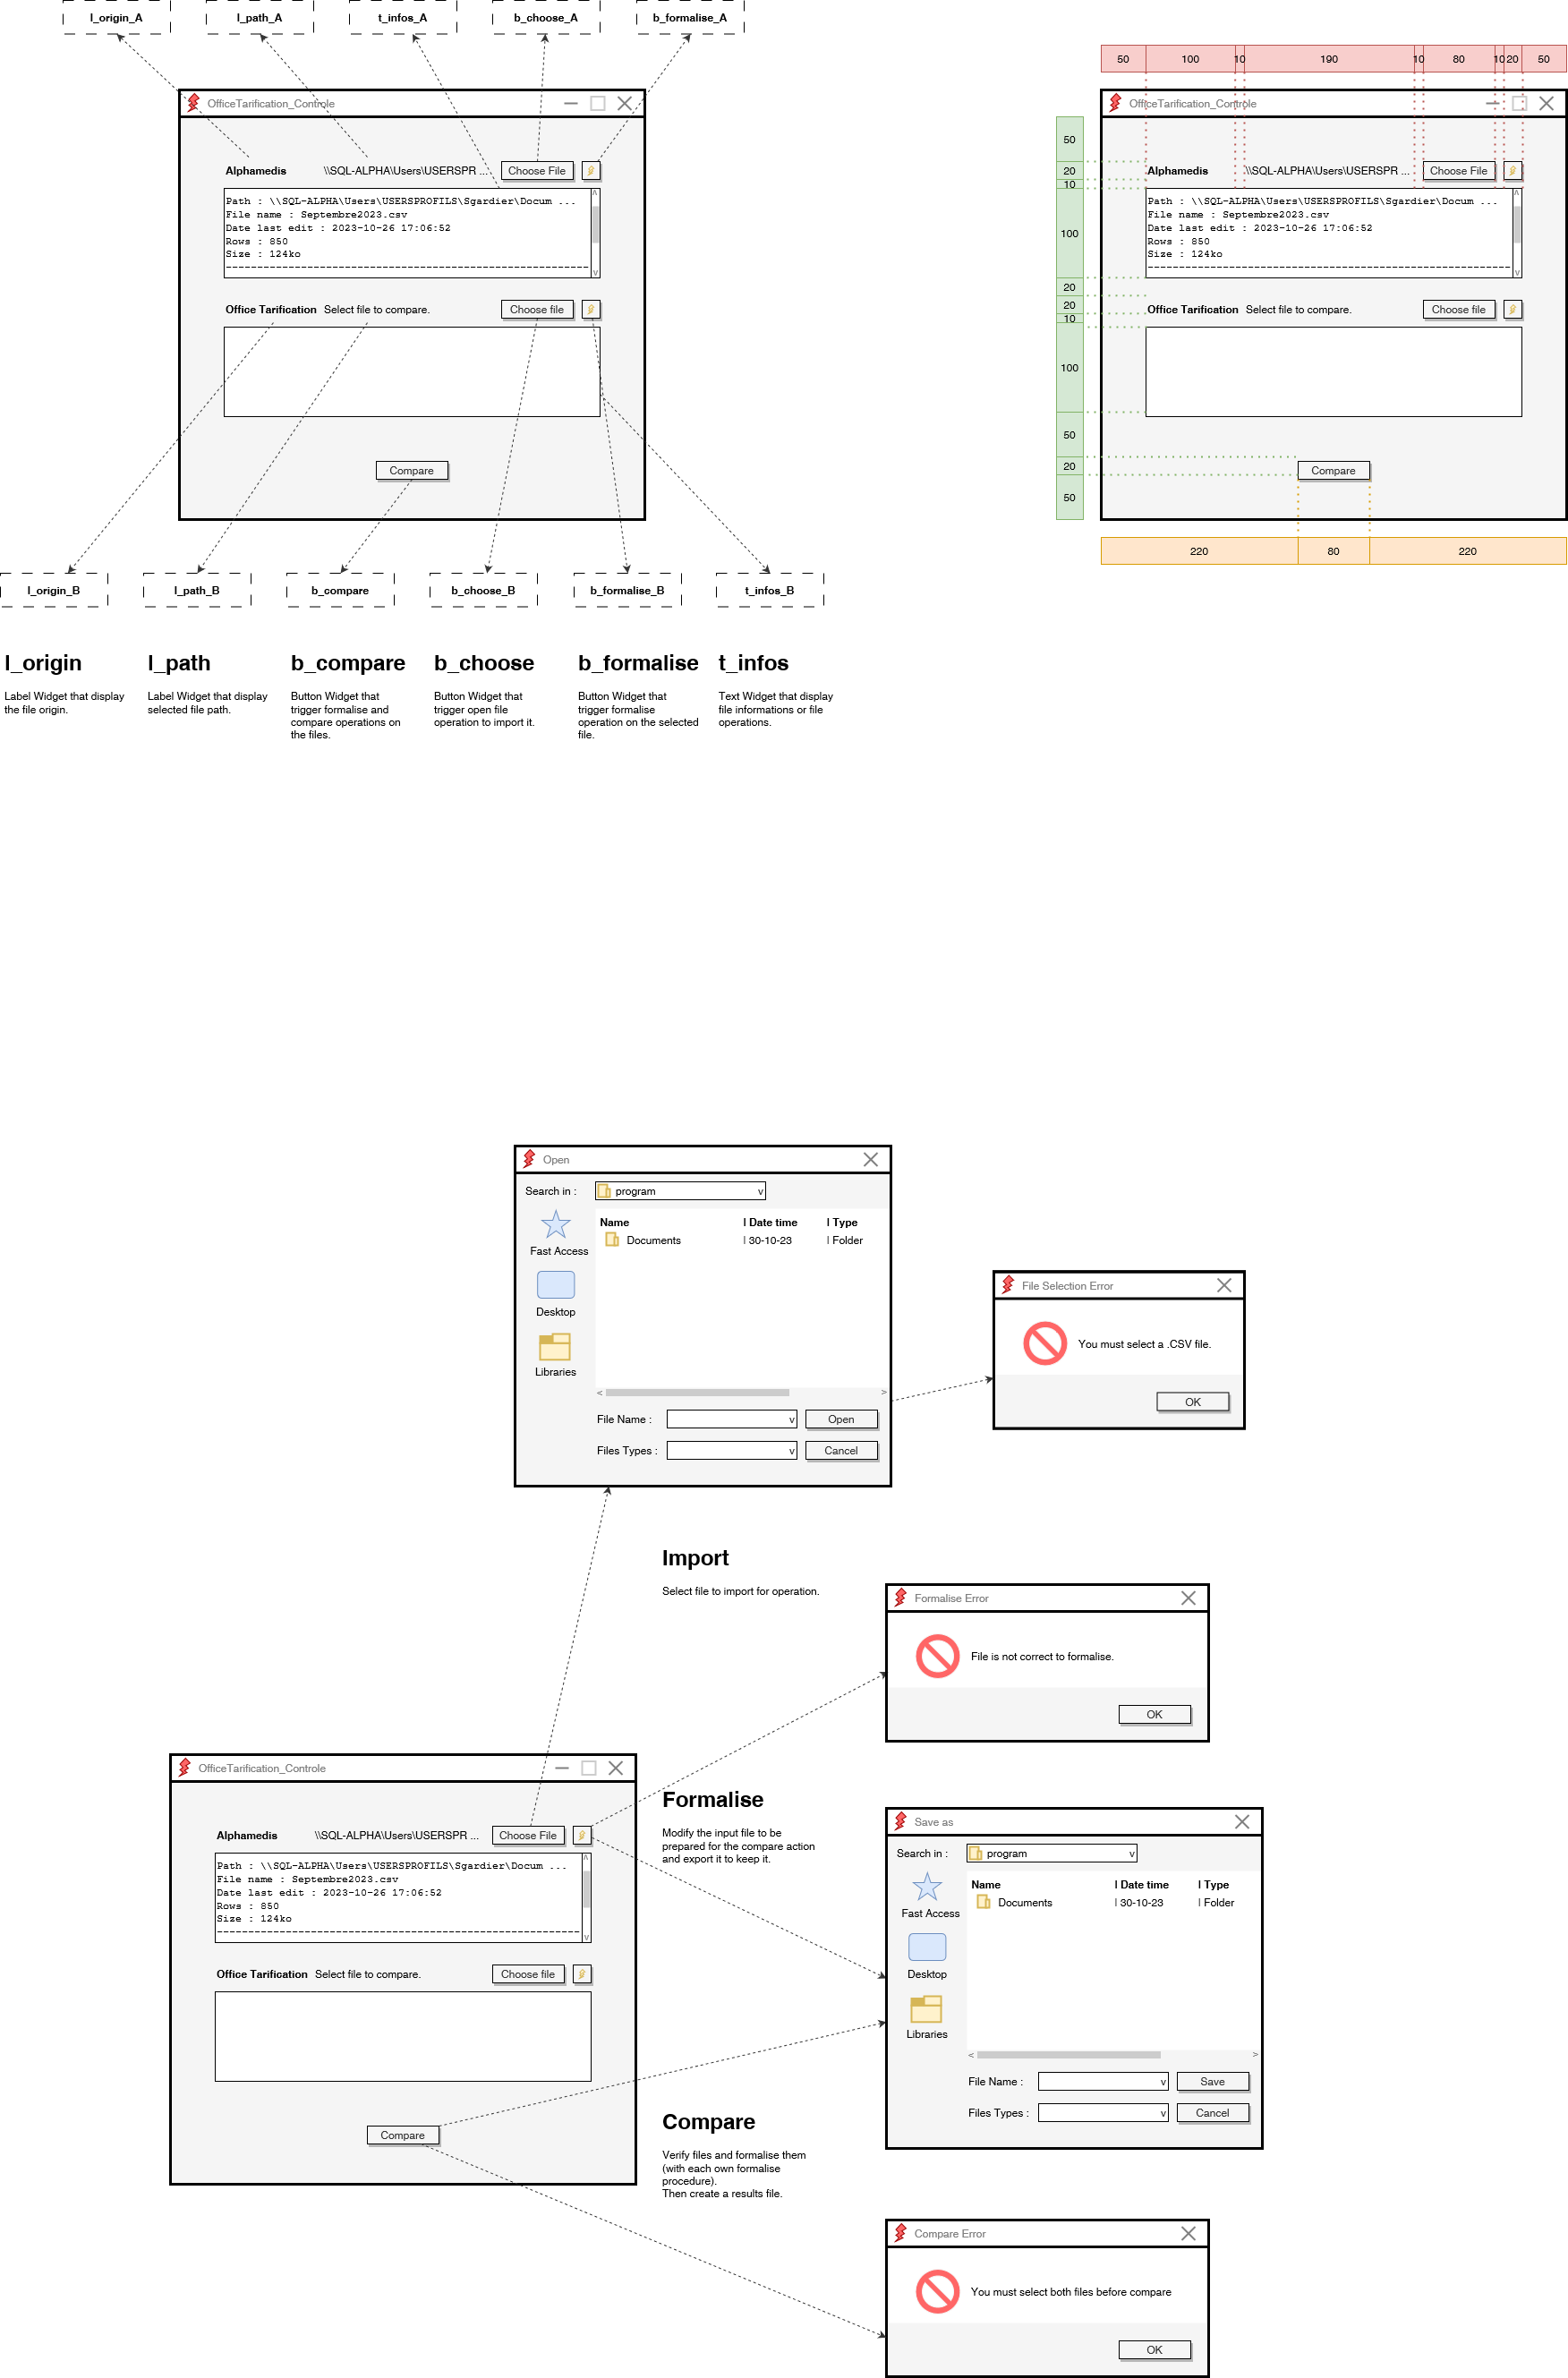 l_origin_A
l_path_A
t_infos_A
b_choose_A
b_formalise_A
OfficeTarification_Controle
Alphamedis
\\SQL-ALPHA\Users\USERSPR ...
Choose File
Path : \\SQL-ALPHA\Users\USERSPROFILS\Sgardier\Docum ...
File name : Septembre2023.csv
Date last edit : 2023-10-26 17:06:52
Rows : 850
Size : 124ko
Office Tarification
Select file to compare.
Choose file
Compare
50
100
10
190
10
80
10
20
50
50
20
10
100
20
20
10
100
50
20
50
OfficeTarification_Controle
Alphamedis
\\SQL-ALPHA\Users\USERSPR ...
Choose File
Path : \\SQL-ALPHA\Users\USERSPROFILS\Sgardier\Docum ...
File name : Septembre2023.csv
Date last edit : 2023-10-26 17:06:52
Rows : 850
Size : 124ko
Office Tarification
Select file to compare.
Choose file
Compare
220
80
220
l_origin_B
l_path_B
b_compare
b_choose_B
b_formalise_B
t_infos_B
l_origin
Label Widget that display
the file origin.
l_path
Label Widget that display
selected file path.
b_compare
Button Widget that
trigger formalise and
compare operations on
the files.
b_choose
Button Widget that
trigger open file
operation to import it.
b_formalise
Button Widget that
trigger formalise
operation on the selected
file.
t_infos
Text Widget that display
file informations or file
operations.
Open
Search in :
program
v
Name
| Date time
| Type
Documents
| 30-10-23
| Folder
Fast Access
Desktop
Libraries
< >
File Name :
v
Open
Files Types :
v
Cancel
File Selection Error
You must select a .CSV file.
OK
Import
Select file to import for operation.
Formalise Error
File is not correct to formalise.
OK
OfficeTarification_Controle
Alphamedis
\\SQL-ALPHA\Users\USERSPR ...
Choose File
Path : \\SQL-ALPHA\Users\USERSPROFILS\Sgardier\Docum ...
File name : Septembre2023.csv
Date last edit : 2023-10-26 17:06:52
Rows : 850
Size : 124ko
Office Tarification
Select file to compare.
Choose file
Compare
Formalise
Modify the input file to be
prepared for the compare action
and export it to keep it.
Save as
Search in :
program
v
Name
| Date time
| Type
Documents
| 30-10-23
| Folder
Fast Access
Desktop
Libraries
< >
File Name :
v
Save
Files Types :
v
Cancel
Compare
Verify files and formalise them
(with each own formalise
procedure).
Then create a results file.
Compare Error
You must select both files before compare
OK